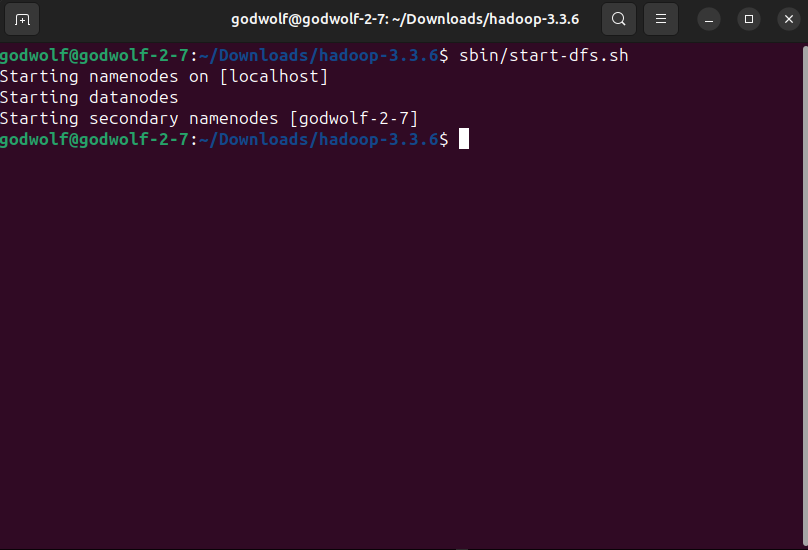 godwolf@godwolf-2-7: ~/Downloads/hadoop-3.3.6
godwolf@godwolf-2-7:~/Downloads/hadoop-3.3.6$ sbin/start-dfs.sh
Starting namenodes on [localhost]
Starting datanodes
Starting secondary namenodes [godwolf-2-7]
godwolf@godwolf-2-7:~/Downloads/hadoop-3.3.6$